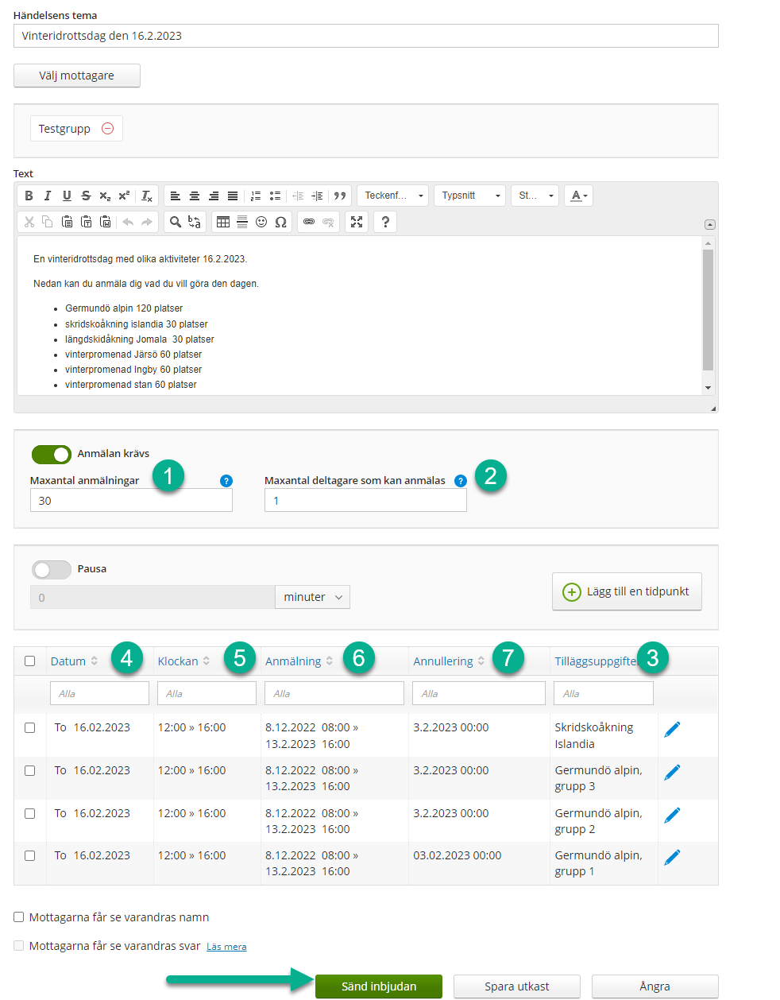 Händelsens tema
Vinteridrottsdag den 16.2.2023
Välj mottagare
Testgrupp
Text
B I U S x₂ x² Tx
Teckenf... Typsnitt St... A
?
En vinteridrottsdag med olika aktiviteter 16.2.2023.
Nedan kan du anmäla dig vad du vill göra den dagen.
• Germundö alpin 120 platser
• skridskoåkning islandia 30 platser
• längdskidåkning Jomala  30 platser
• vinterpromenad Järsö 60 platser
• vinterpromenad Ingby 60 platser
• vinterpromenad stan 60 platser
Anmälan krävs
Maxantal anmälningar 1 ? Maxantal deltagare som kan anmälas ? 2
30 1
Pausa
0 minuter
Lägg till en tidpunkt
Datum 4 Klockan 5 Anmälning 6 Annullering 7 Tilläggsuppgifte 3
Alla Alla Alla Alla Alla
To 16.02.2023 12:00 » 16:00 8.12.2022 08:00 » 3.2.2023 00:00 Skridskoåkning
13.2.2023 16:00 Islandia
To 16.02.2023 12:00 » 16:00 8.12.2022 08:00 » 3.2.2023 00:00 Germundö alpin,
13.2.2023 16:00 grupp 3
To 16.02.2023 12:00 » 16:00 8.12.2022 08:00 » 3.2.2023 00:00 Germundö alpin,
13.2.2023 16:00 grupp 2
To 16.02.2023 12:00 » 16:00 8.12.2022 08:00 » 03.02.2023 00:00 Germundö alpin,
13.2.2023 16:00 grupp 1
Mottagarna får se varandras namn
Mottagarna får se varandras svar Läs mera
Sänd inbjudan Spara utkast Ångra